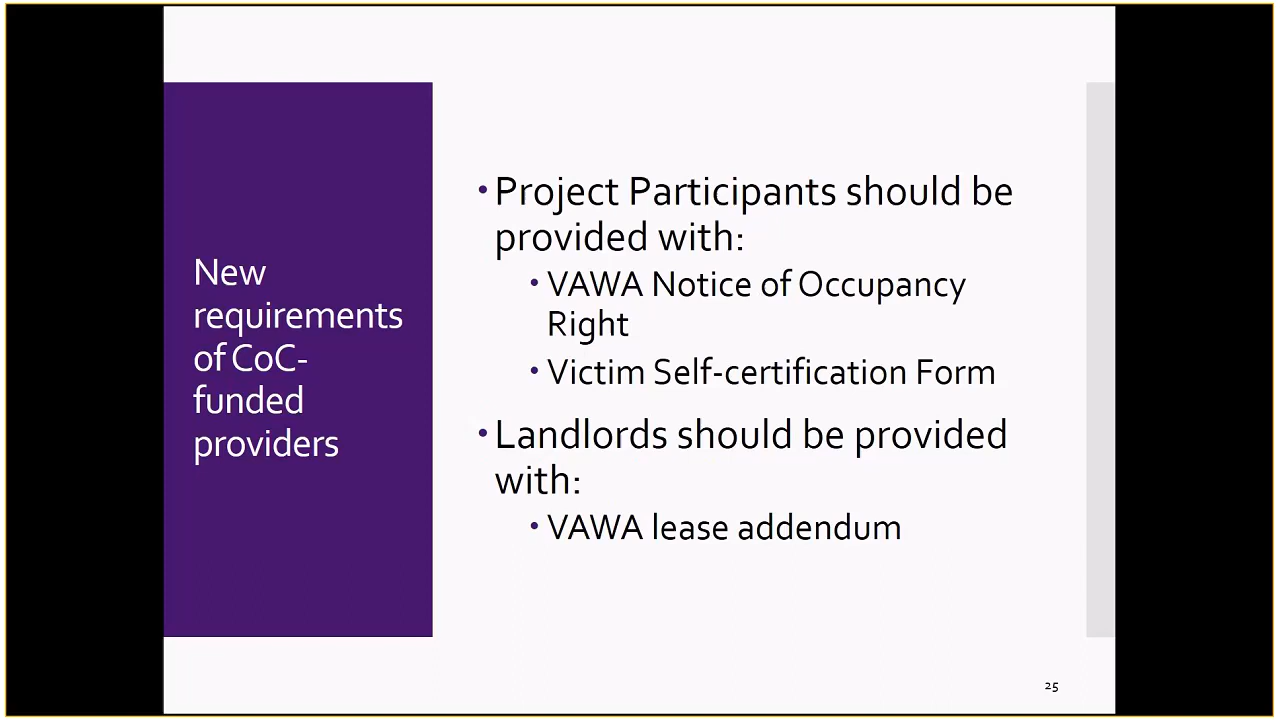 New
requirements
of CoC-
funded
providers
• Project Participants should be
provided with:
• VAWA Notice of Occupancy
Right
• Victim Self-certification Form
• Landlords should be provided
with:
• VAWA lease addendum
25